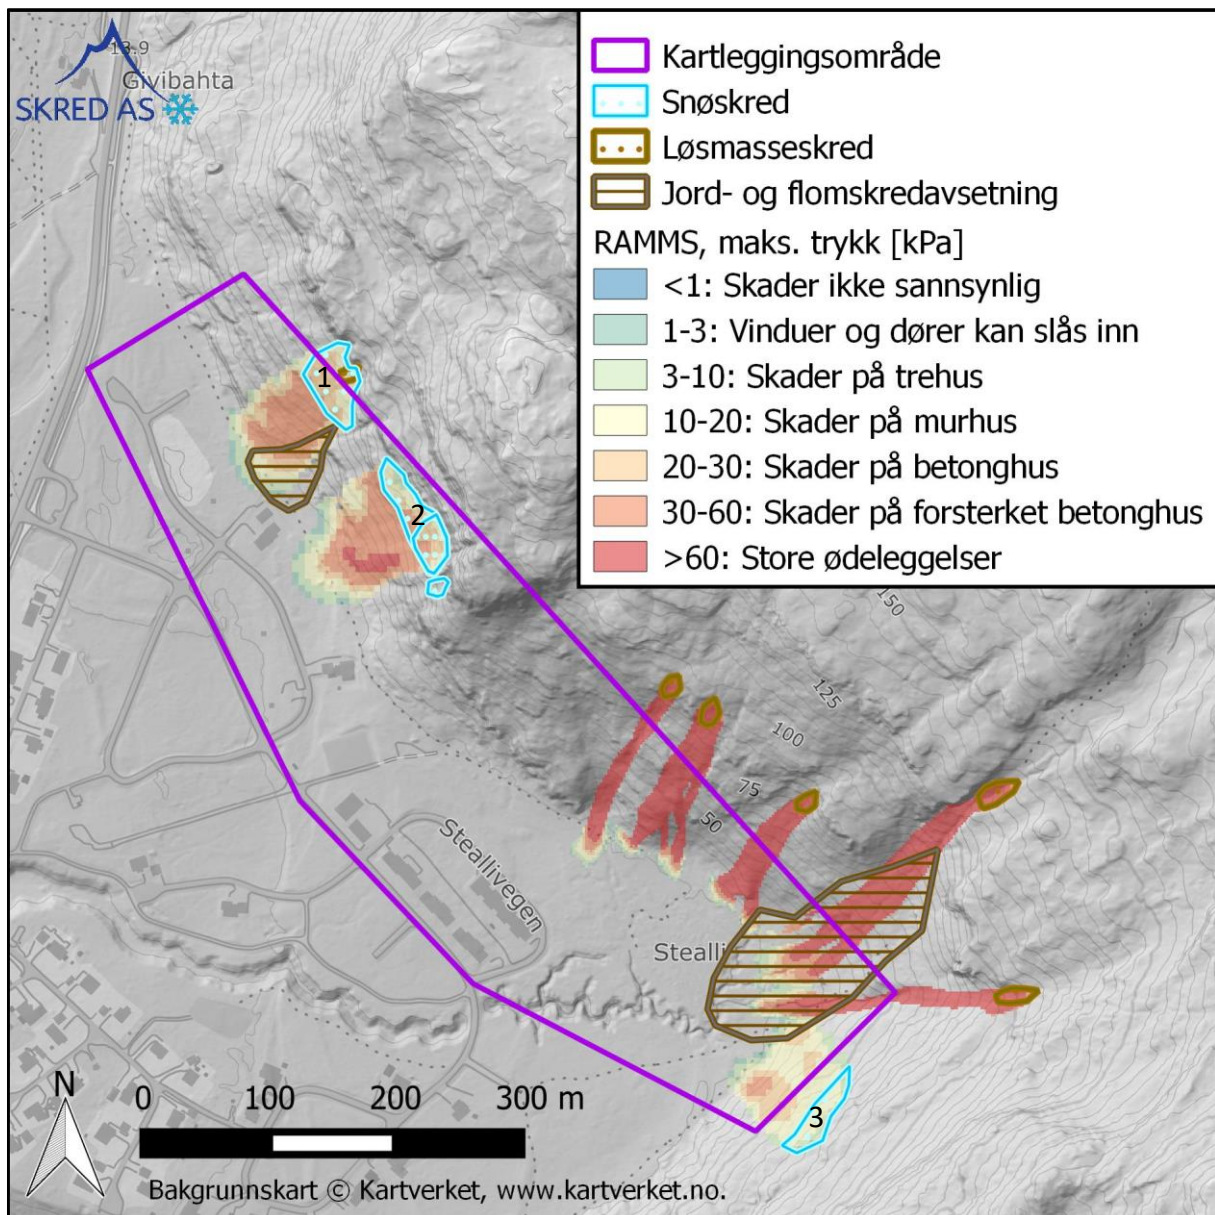 13.9
Givibahta
SKRED AS
Kartleggingsområde
Snøskred
Løsmasseskred
Jord- og flomskredavsetning
RAMMS, maks. trykk [kPa]
<1: Skader ikke sannsynlig
1-3: Vinduer og dører kan slås inn
3-10: Skader på trehus
10-20: Skader på murhus
20-30: Skader på betonghus
30-60: Skader på forsterket betonghus
>60: Store ødeleggelser
1
2
150
125
100
75
50
Steallivegen
Stealli
3
N
0 100 200 300 m
Bakgrunnskart © Kartverket, www.kartverket.no.